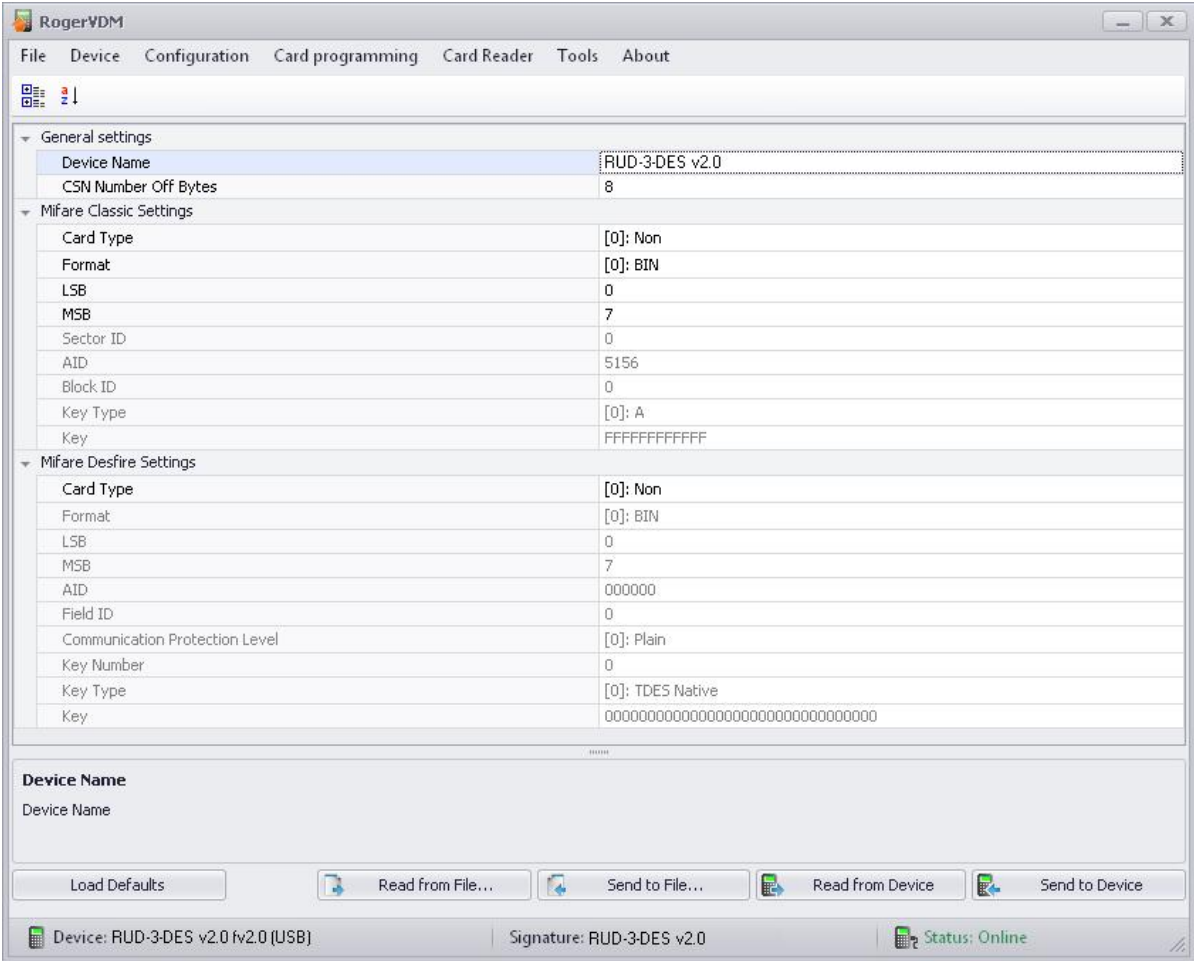 RogerVDM
File Device Configuration Card programming Card Reader Tools About
General settings
Device Name RUD-3-DES v2.0
CSN Number Off Bytes 8
Mifare Classic Settings
Card Type [0]: Non
Format [0]: BIN
LSB 0
MSB 7
Sector ID 0
AID 5156
Block ID 0
Key Type [0]: A
Key FFFFFFFFFFFF
Mifare Desfire Settings
Card Type [0]: Non
Format [0]: BIN
LSB 0
MSB 7
AID 000000
Field ID 0
Communication Protection Level [0]: Plain
Key Number 0
Key Type [0]: TDES Native
Key 00000000000000000000000000000000
Device Name
Device Name
Load Defaults Read from File... Send to File... Read from Device Send to Device
Device: RUD-3-DES v2.0 fv2.0 (USB) Signature: RUD-3-DES v2.0 Status: Online